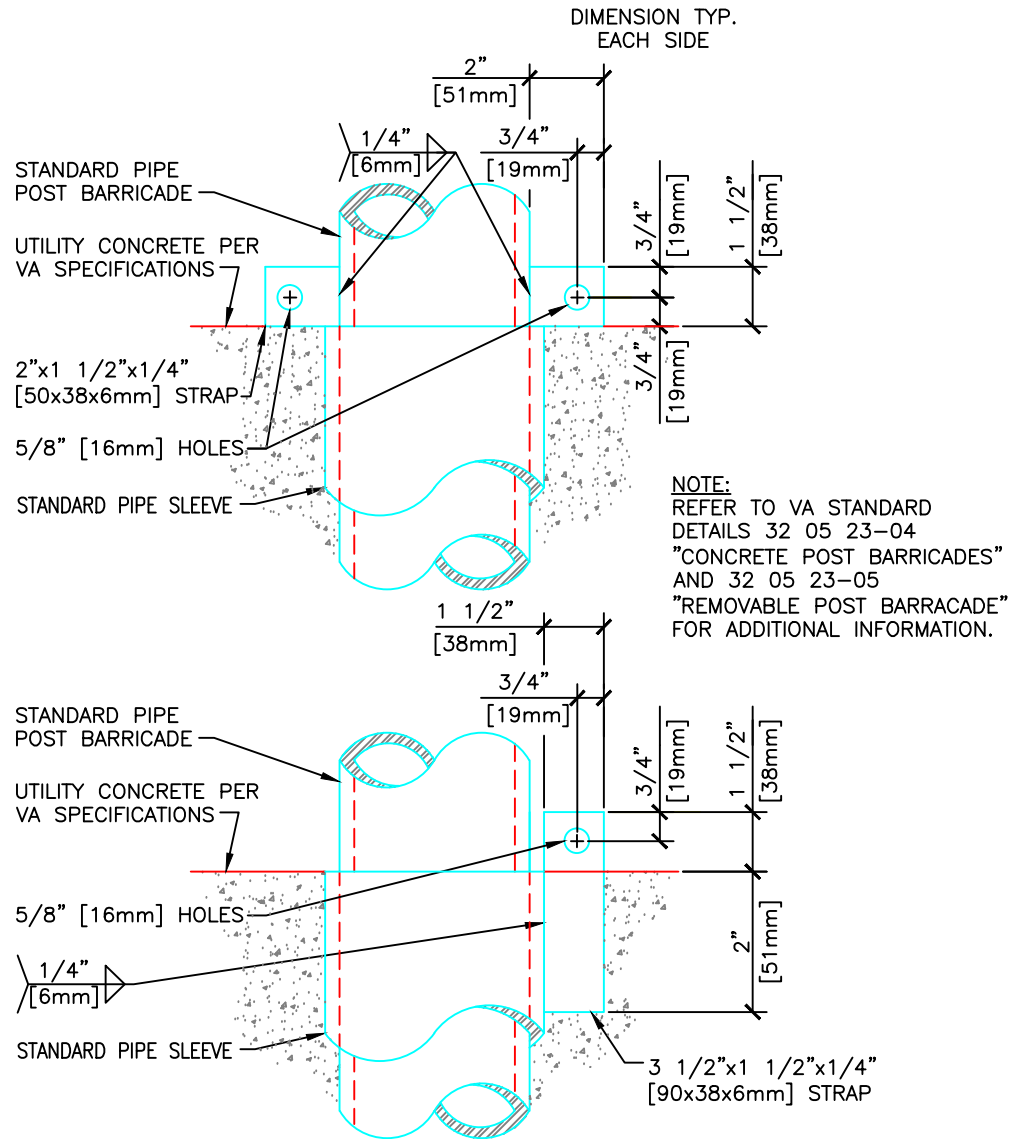 DIMENSION TYP.
EACH SIDE
2"
[51mm]
1/4"
[6mm]
3/4"
[19mm]
STANDARD PIPE
POST BARRICADE
UTILITY CONCRETE PER
VA SPECIFICATIONS
3/4"
[19mm]
1 1/2"
[38mm]
2"x1 1/2"x1/4"
[50x38x6mm] STRAP
3/4"
[19mm]
5/8" [16mm] HOLES
STANDARD PIPE SLEEVE
NOTE:
REFER TO VA STANDARD
DETAILS 32 05 23-04
"CONCRETE POST BARRICADES"
AND 32 05 23-05
"REMOVABLE POST BARRACADE"
FOR ADDITIONAL INFORMATION.
1 1/2"
[38mm]
3/4"
[19mm]
STANDARD PIPE
POST BARRICADE
UTILITY CONCRETE PER
VA SPECIFICATIONS
3/4"
[19mm]
1 1/2"
[38mm]
5/8" [16mm] HOLES
1/4"
[6mm]
2"
[51mm]
STANDARD PIPE SLEEVE
3 1/2"x1 1/2"x1/4"
[90x38x6mm] STRAP